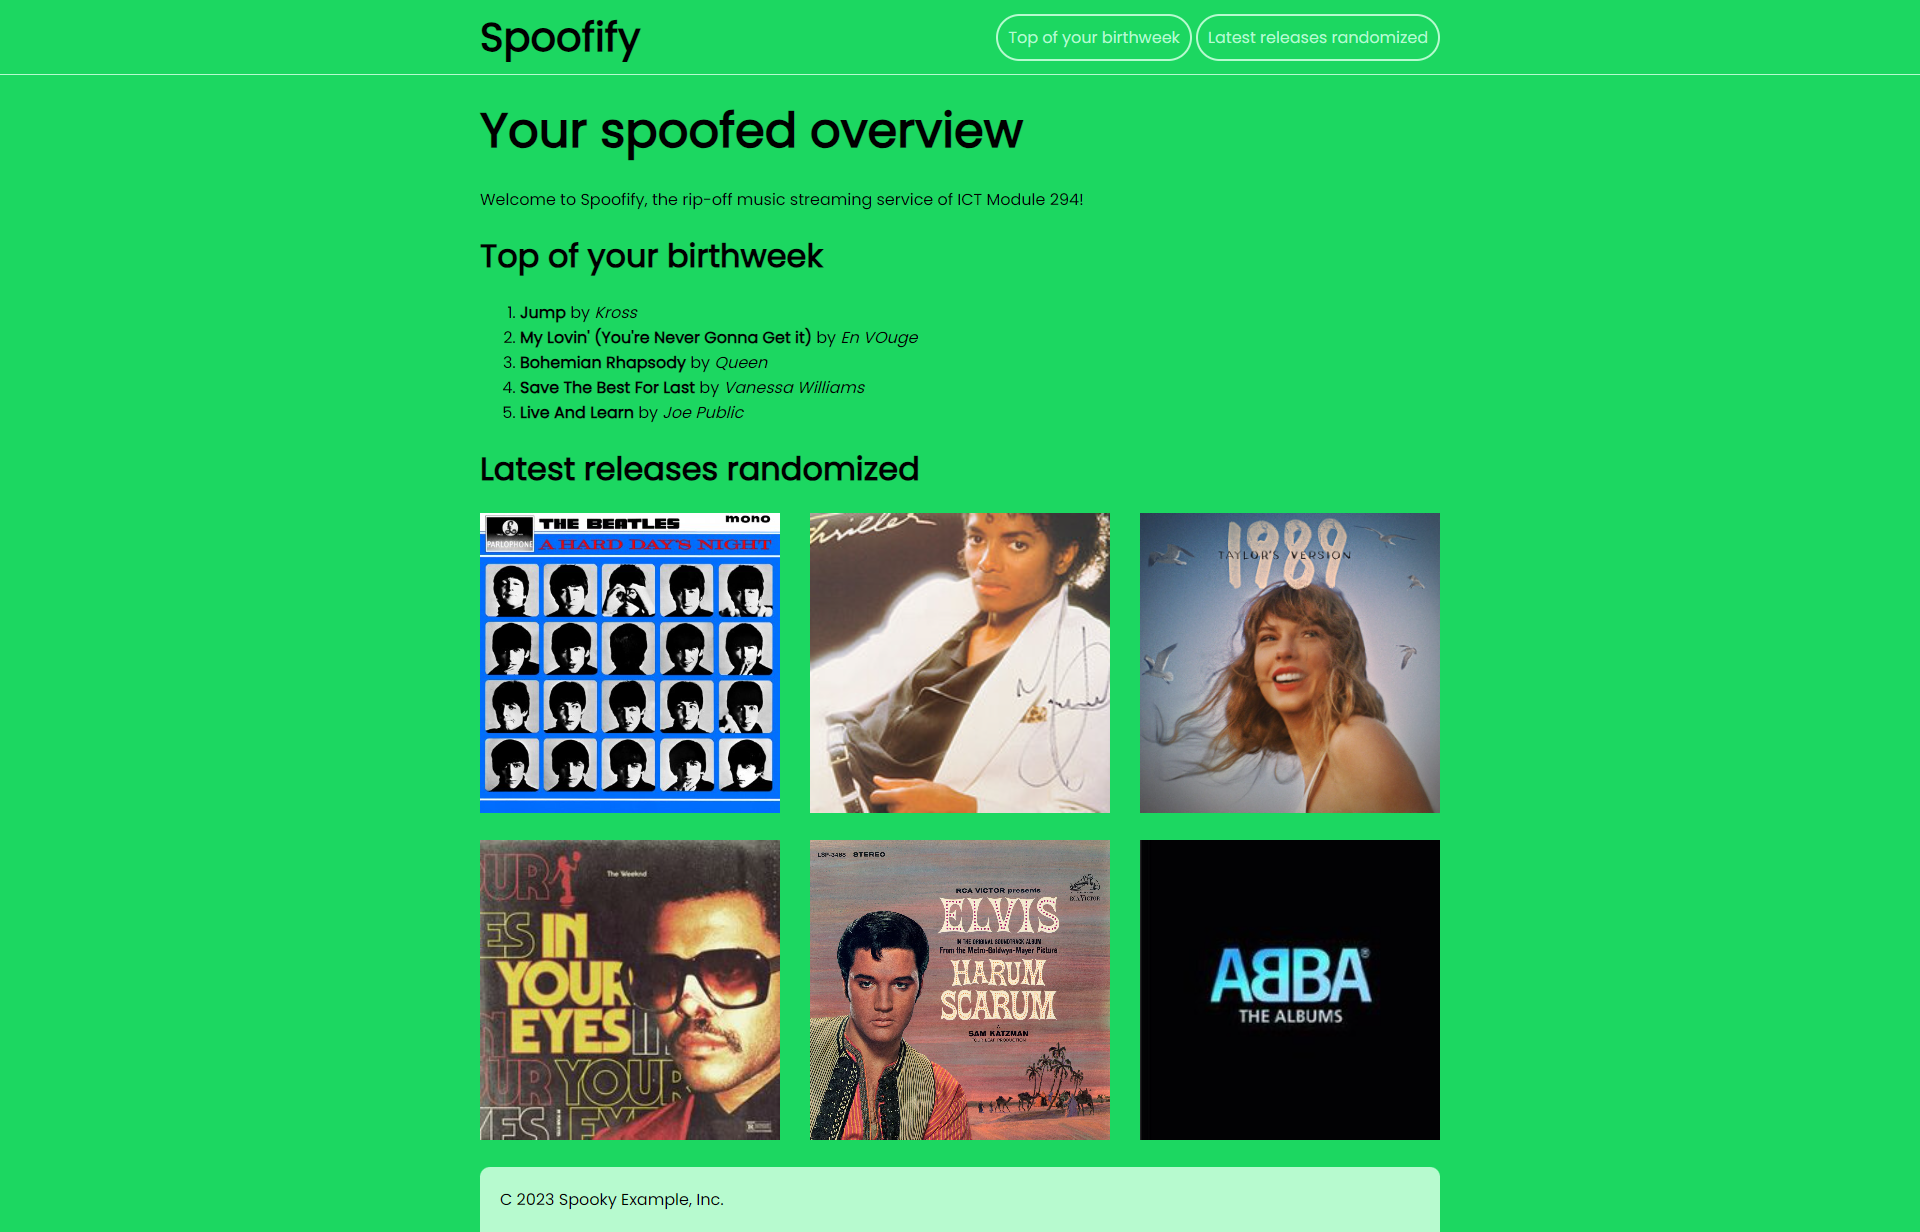 Spoofify
Top of your birthweek
Latest releases randomized
Your spoofed overview
Welcome to Spoofify, the rip-off music streaming service of ICT Module 294!
Top of your birthweek
1. Jump by Kross
2. My Lovin' (You're Never Gonna Get it) by En VOuge
3. Bohemian Rhapsody by Queen
4. Save The Best For Last by Vanessa Williams
5. Live And Learn by Joe Public
Latest releases randomized
PARLOPHONE
THE BEATLES
mono
A HARD DAY'S NIGHT
Thriller
1989
TAYLOR'S VERSION
The Weeknd
IN
YOUR
EYES
LSP-3468 STEREO
RCA VICTOR presents
RCA VICTOR
ELVIS
IN THE ORIGINAL SOUNDTRACK ALBUM
From the Metro-Goldwyn-Mayer Picture
HARUM
SCARUM
A
SAM KATZMAN
ABBA®
THE ALBUMS
C 2023 Spooky Example, Inc.